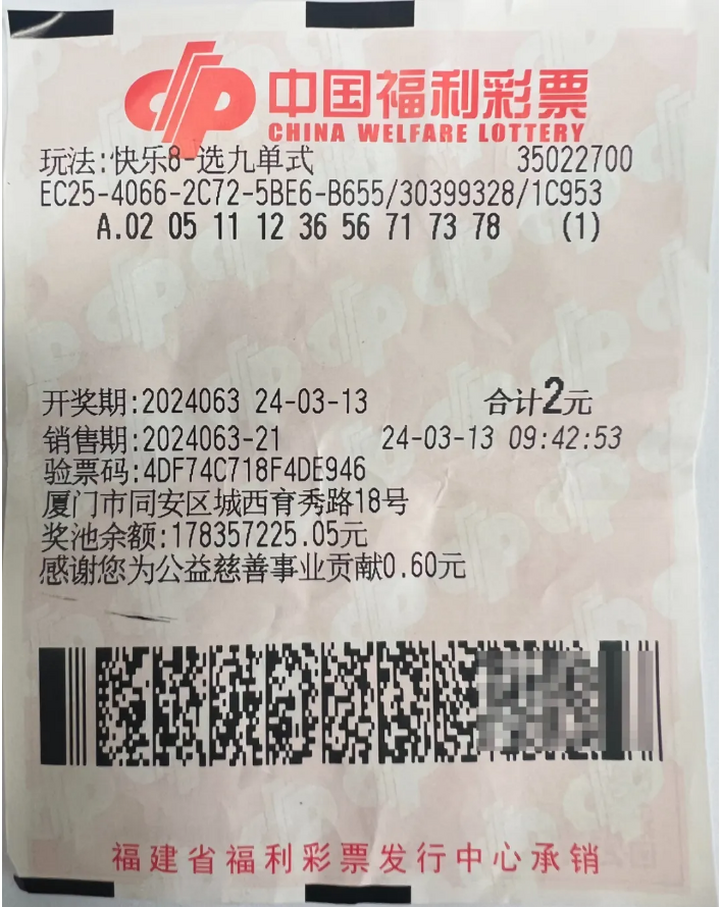 中国福利彩票
CHINA WELFARE LOTTERY
玩法:快乐8-选九单式 35022700
EC25-4066-2C72-5BE6-B655/30399328/1C953
A.02 05 11 12 36 56 71 73 78 (1)
开奖期:2024063 24-03-13 合计2元
销售期:2024063-21 24-03-13 09:42:53
验票码:4DF74C718F4DE946
厦门市同安区城西育秀路18号
奖池余额:178357225.05元
感谢您为公益慈善事业贡献0.60元
福建省福利彩票发行中心承销